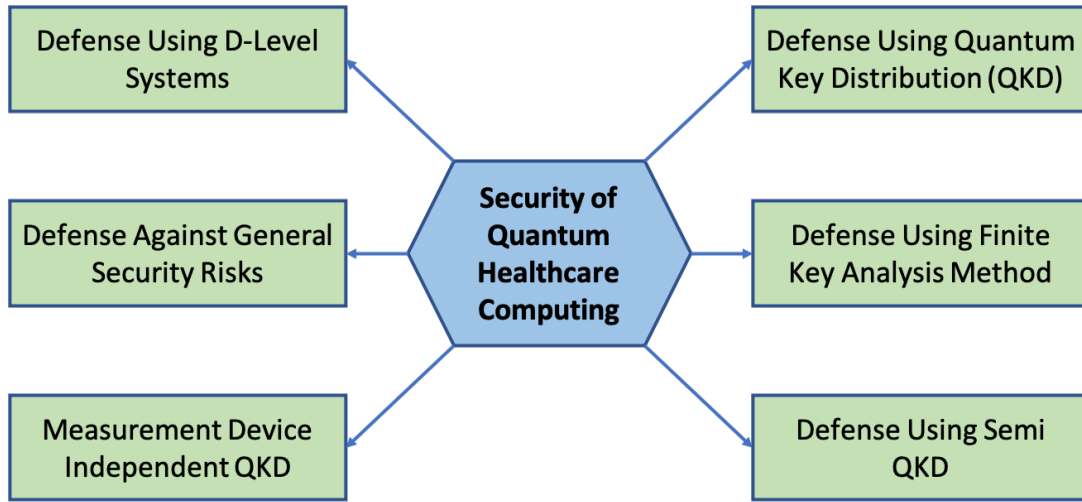 Defense Using D-Level
Systems
Defense Using Quantum
Key Distribution (QKD)
Security of
Quantum
Healthcare
Computing
Defense Against General
Security Risks
Defense Using Finite
Key Analysis Method
Measurement Device
Independent QKD
Defense Using Semi
QKD